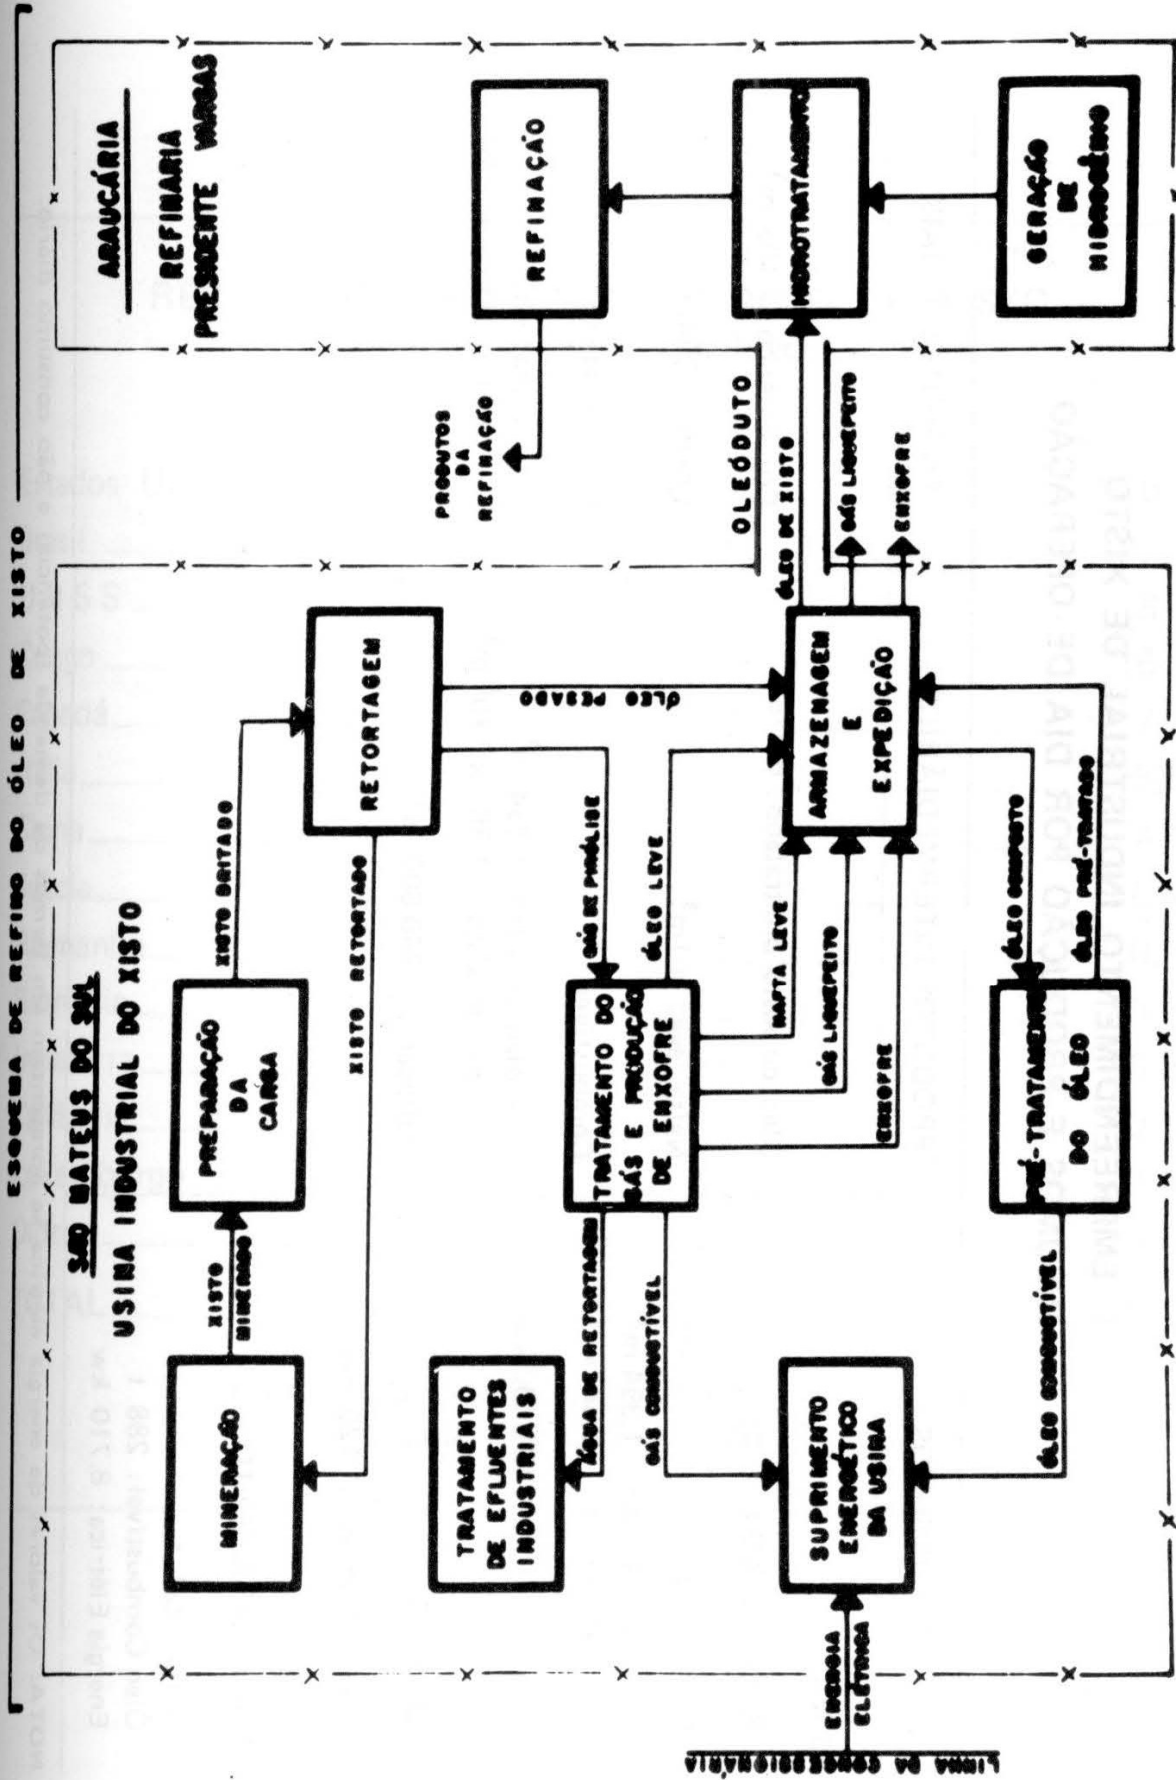 ESQUEMA DE REFINO DO ÓLEO DE XISTO
SÃO MATEUS DO SUL
USINA INDUSTRIAL DO XISTO
ARAUCÁRIA
REFINARIA
PRESIDENTE VARGAS
MINERAÇÃO
XISTO
MINERADO
PREPARAÇÃO
DA
CARGA
XISTO BRITADO
RETORTAGEM
XISTO RETORTADO
ÓLEO PESADO
GÁS DE PIRÓLISE
ÓLEO LEVE
TRATAMENTO
DE EFLUENTES
INDUSTRIAIS
ÁGUA DE RETORTAGEM
GÁS COMBUSTÍVEL
TRATAMENTO DO
GÁS E PRODUÇÃO
DE ENXOFRE
NAFTA LEVE
GÁS LIQUEFEITO
ENXOFRE
ARMAZENAGEM
E
EXPEDIÇÃO
ÓLEO COMPOSTO
ÓLEO PRÉ-TRATADO
PRÉ-TRATAMENTO
DO ÓLEO
ÓLEO COMBUSTÍVEL
SUPRIMENTO
ENERGÉTICO
DA USINA
ENERGIA
ELÉTRICA
LINHA DA CONCESSIONÁRIA
OLEÓDUTO
ÓLEO DE XISTO
GÁS LIQUEFEITO
ENXOFRE
PRODUTOS
DA
REFINAÇÃO
REFINAÇÃO
HIDROTRATAMENTO
GERAÇÃO
DE
HIDROGÊNIO